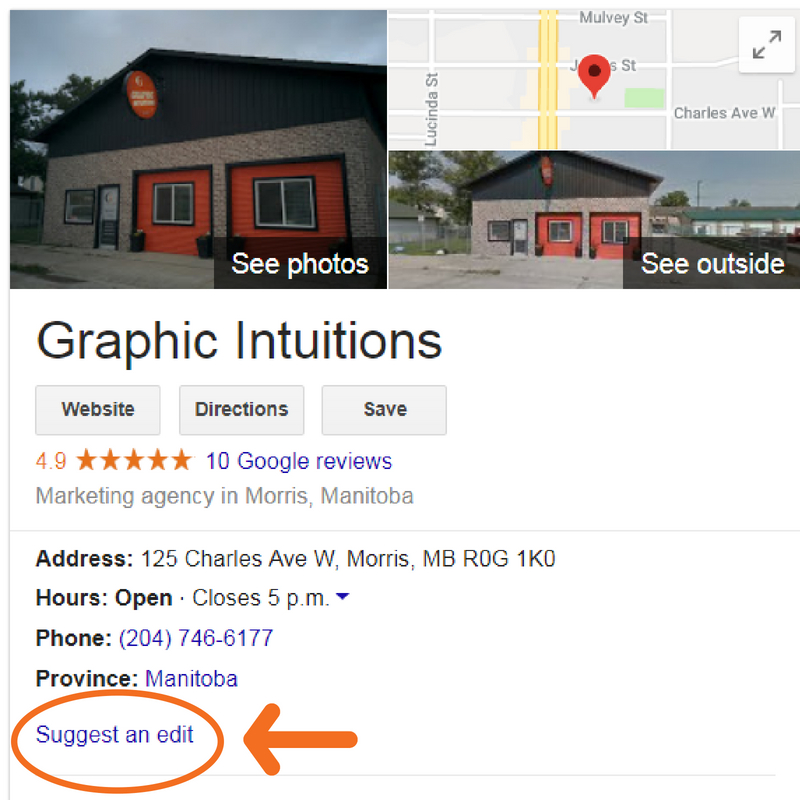 Mulvey St
Lucinda St
Charles Ave W
GRAPHIC
INTUITIONS
See photos
See outside
Graphic Intuitions
Website
Directions
Save
4.9
10 Google reviews
Marketing agency in Morris, Manitoba
Address: 125 Charles Ave W, Morris, MB R0G 1K0
Hours: Open · Closes 5 p.m.
Phone: (204) 746-6177
Province: Manitoba
Suggest an edit